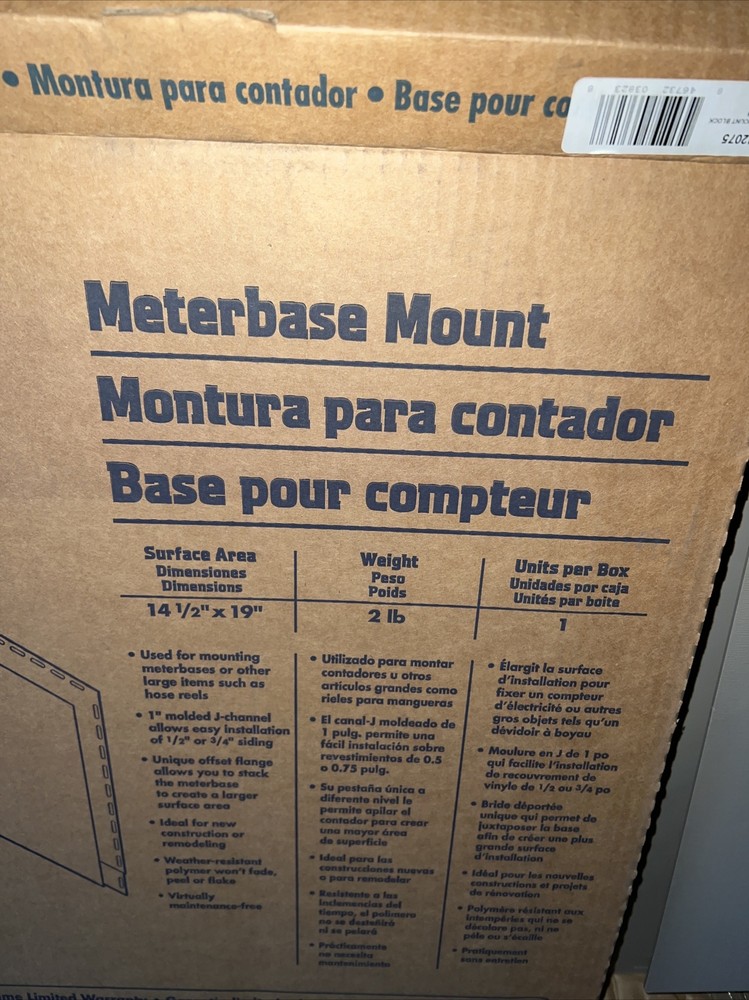 • Montura para contador • Base pour co
46732 03923
OUNT BLOCK
2075
Meterbase Mount
Montura para contador
Base pour compteur
Surface Area
Dimensiones
Dimensions
14 1/2" x 19"
Weight
Peso
Poids
2 lb
Units per Box
Unidades por caja
Unités par boite
1
• Used for mounting
meterbases or other
large items such as
hose reels
• 1" molded J-channel
allows easy installation
of 1/2" or 3/4" siding
• Unique offset flange
allows you to stack
the meterbase
to create a larger
surface area
• Ideal for new
construction or
remodeling
• Weather-resistant
polymer won't fade,
peel or flake
• Virtually
maintenance-free
• Utilizado para montar
contadores u otros
artículos grandes como
rieles para mangueras
• El canal-J moldeado de
1 pulg. permite una
fácil instalación sobre
revestimientos de 0.5
o 0.75 pulg.
• Su pestaña única a
diferente nivel le
permite apilar el
contador para crear
una mayor área
de superficie
• Ideal para las
construcciones nuevas
o para remodelar
• Resistente a las
inclemencias del
tiempo, el polímero
no se desteñirá
ni se pelará
• Prácticamente
no necesita
mantenimiento
• Élargit la surface
d'installation pour
fixer un compteur
d'électricité ou autres
gros objets tels qu'un
dévidoir à boyau
• Moulure en J de 1 po
qui facilite l'installation
de recouvrement de
vinyle de 1/2 ou 3/4 po
• Bride déportée
unique qui permet de
juxtaposer la base
afin de créer une plus
grande surface
d'installation
• Idéal pour les nouvelles
constructions et projets
de rénovation
• Polymère résistant aux
intempéries qui ne se
décolore pas, ni ne
pèle ou s'écaille
• Pratiquement
sans entretien
Limited Warranty •